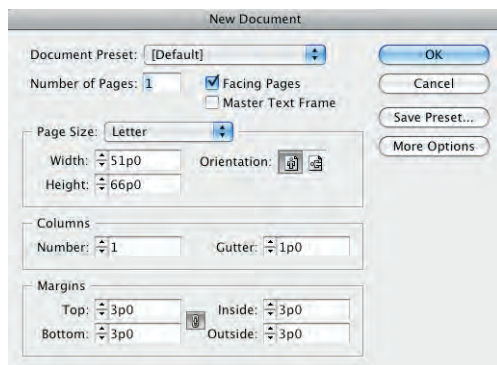 New Document
Document Preset: [Default]
OK
Number of Pages: 1
Facing Pages
Cancel
Master Text Frame
Save Preset...
Page Size: Letter
More Options
Width: 51p0
Orientation:
Height: 66p0
Columns
Number: 1
Gutter: 1p0
Margins
Top: 3p0
Inside: 3p0
Bottom: 3p0
Outside: 3p0